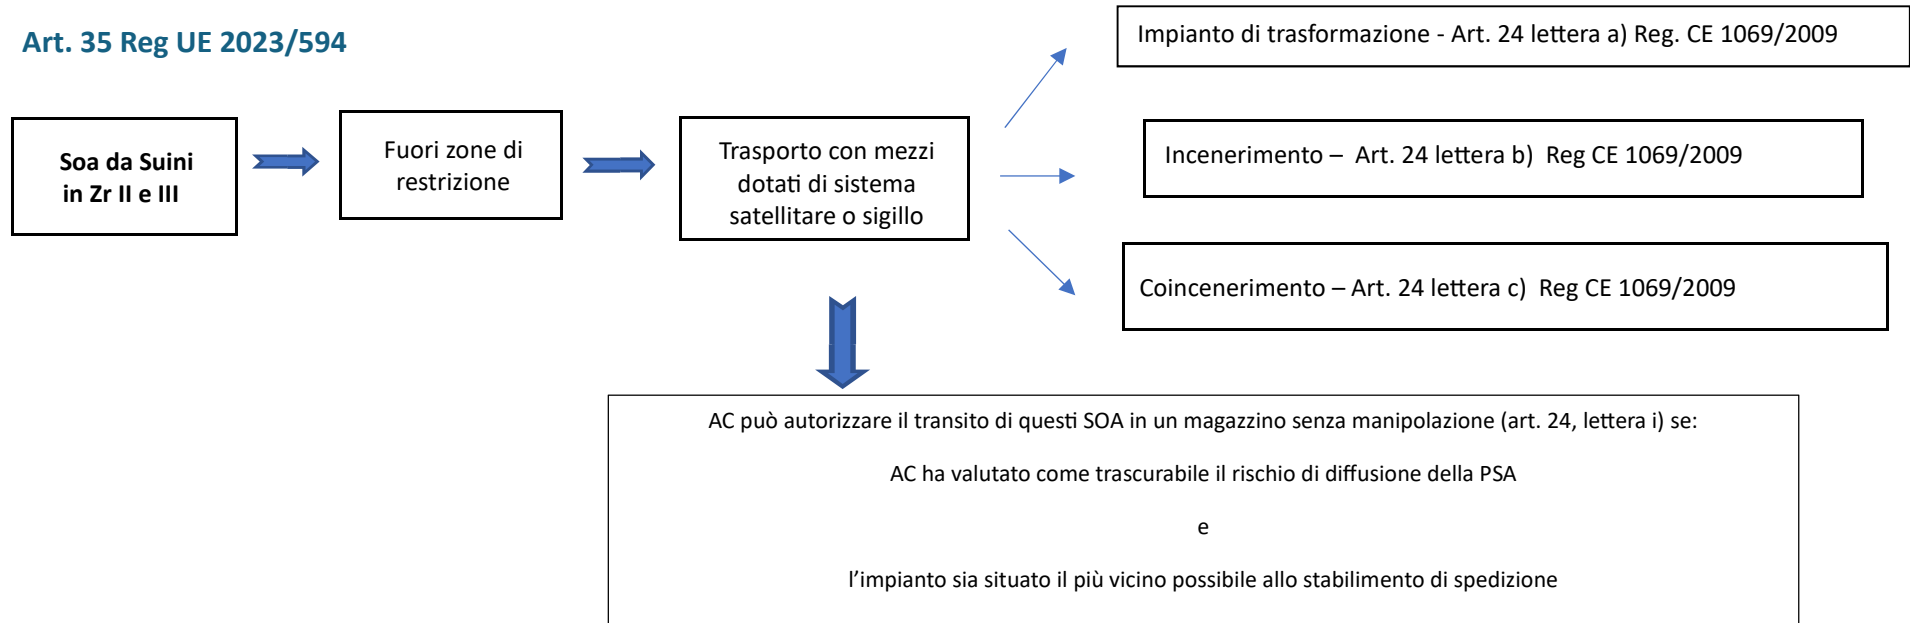 Art. 35 Reg UE 2023/594
Impianto di trasformazione - Art. 24 lettera a) Reg. CE 1069/2009
Soa da Suini
in Zr II e III
Fuori zone di
restrizione
Trasporto con mezzi
dotati di sistema
satellitare o sigillo
Incenerimento – Art. 24 lettera b) Reg CE 1069/2009
Coincenerimento – Art. 24 lettera c) Reg CE 1069/2009
AC può autorizzare il transito di questi SOA in un magazzino senza manipolazione (art. 24, lettera i) se:
AC ha valutato come trascurabile il rischio di diffusione della PSA
e
l’impianto sia situato il più vicino possibile allo stabilimento di spedizione